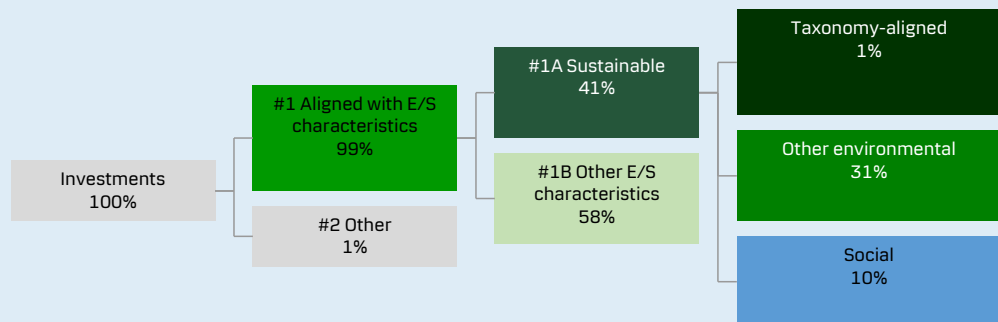 Investments
100%
#1 Aligned with E/S
characteristics
99%
#2 Other
1%
#1A Sustainable
41%
#1B Other E/S
characteristics
58%
Taxonomy-aligned
1%
Other environmental
31%
Social
10%